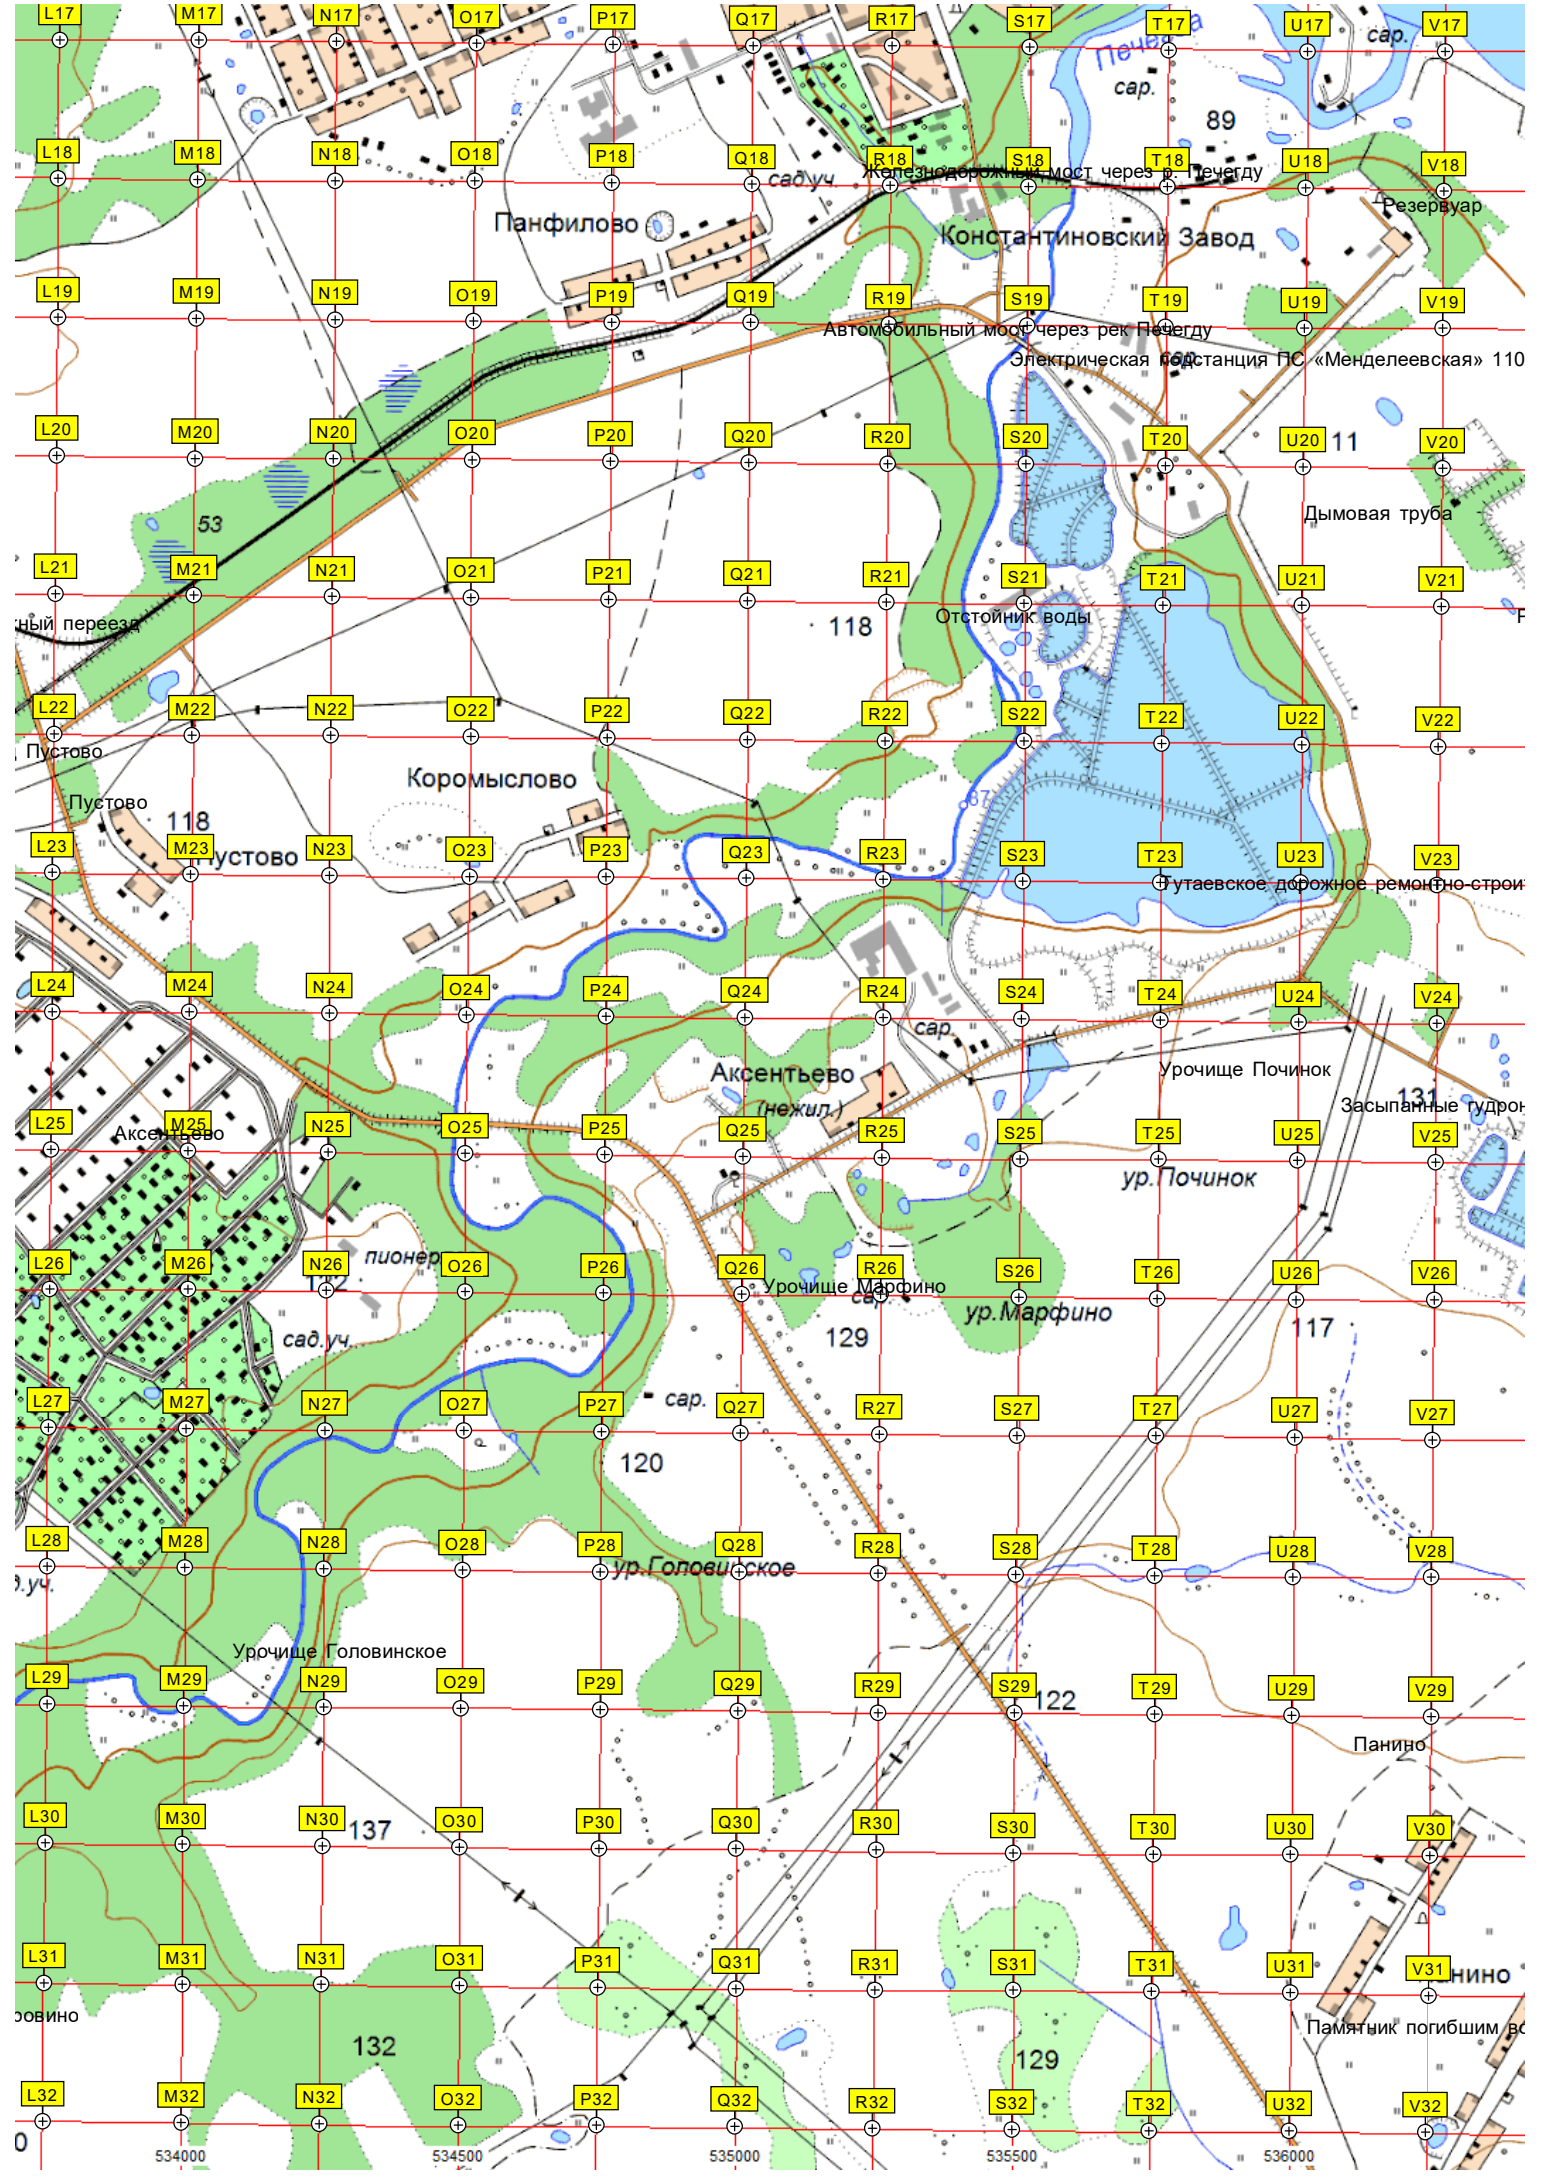 L17 M17 N17 O17 P17 Q17 R17 S17 T17 U17 V17
сар.
сар.
89
L18 M18 N18 O18 P18 Q18 R18 S18 T18 U18 V18
Железнодорожный мост через р. Печегду
сад.уч.
Резервуар
Панфилово
Константиновский Завод
L19 M19 N19 O19 P19 Q19 R19 S19 T19 U19 V19
Автомобильный мост через рек Печегду
Электрическая подстанция ПС «Менделеевская» 110
L20 M20 N20 O20 P20 Q20 R20 S20 T20 U20 V20
11
53
Дымовая труба
L21 M21 N21 O21 P21 Q21 R21 S21 T21 U21 V21
Отстойник воды
ный переезд
118
L22 M22 N22 O22 P22 Q22 R22 S22 T22 U22 V22
Пустово
Коромыслово
Пустово
118
87
L23 M23 N23 O23 P23 Q23 R23 S23 T23 U23 V23
устово
Тутаевское дорожное ремонтно-строи
L24 M24 N24 O24 P24 Q24 R24 S24 T24 U24 V24
сар.
Урочище Починок
Аксентьево
(нежил.)
131
Засыпанные гудрон
L25 M25 N25 O25 P25 Q25 R25 S25 T25 U25 V25
Аксентьево
ур.Починок
пионер
L26 M26 N26 O26 P26 Q26 R26 S26 T26 U26 V26
Урочище Марфино
сар.
ур.Марфино
сад.уч.
129
117
L27 M27 N27 O27 P27 Q27 R27 S27 T27 U27 V27
сар.
120
L28 M28 N28 O28 P28 Q28 R28 S28 T28 U28 V28
ур.Головинское
.уч.
Урочище Головинское
L29 M29 N29 O29 P29 Q29 R29 S29 T29 U29 V29
122
Панино
L30 M30 N30 O30 P30 Q30 R30 S30 T30 U30 V30
137
L31 M31 N31 O31 P31 Q31 R31 S31 T31 U31 V31
нино
ровино
Памятник погибшим во
132
129
L32 M32 N32 O32 P32 Q32 R32 S32 T32 U32 V32
0
534000 534500 535000 535500 536000